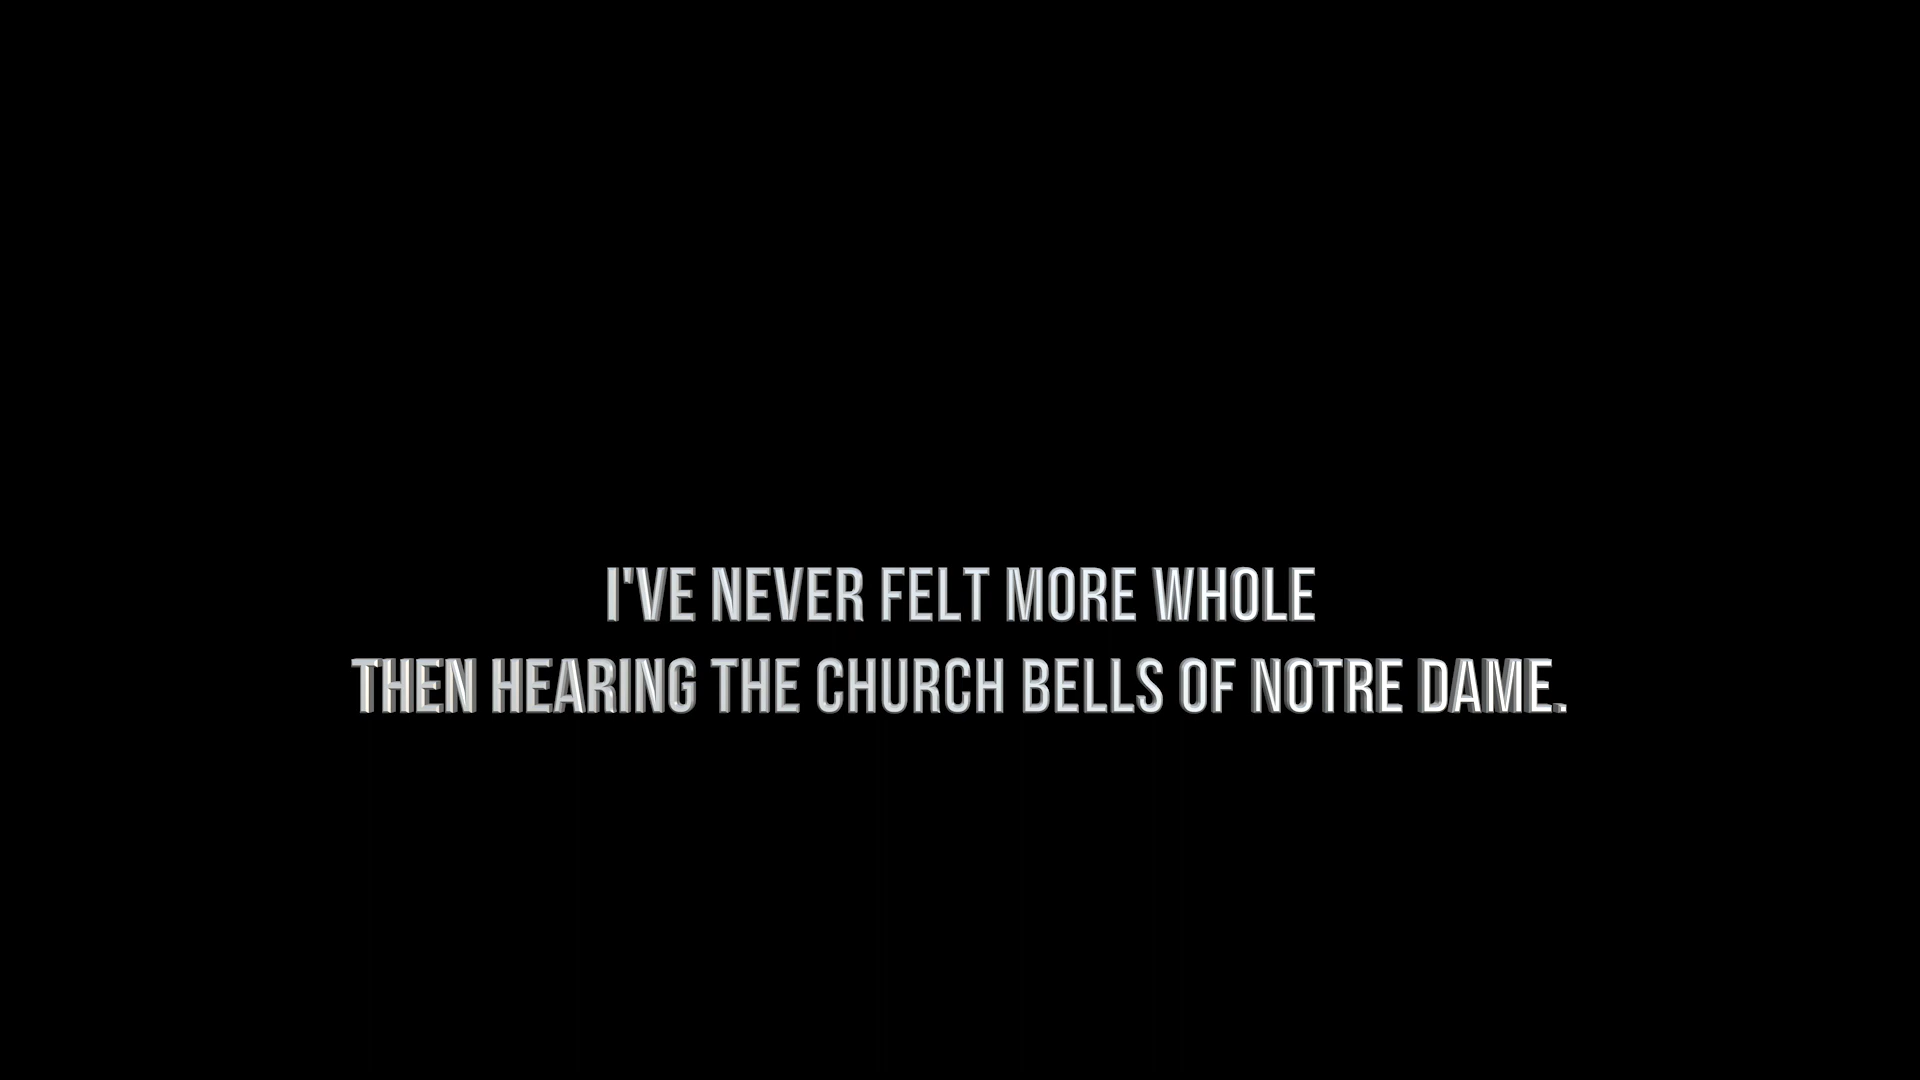 I'VE NEVER FELT MORE WHOLE
THEN HEARING THE CHURCH BELLS OF NOTRE DAME.